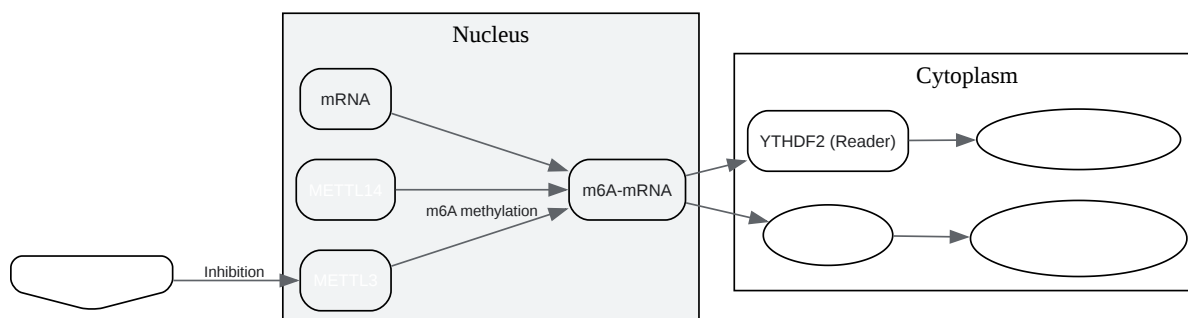 Nucleus
Cytoplasm
mRNA
YTHDF2 (Reader)
METTL14
m6A-mRNA
m6A methylation
Inhibition
METTL3